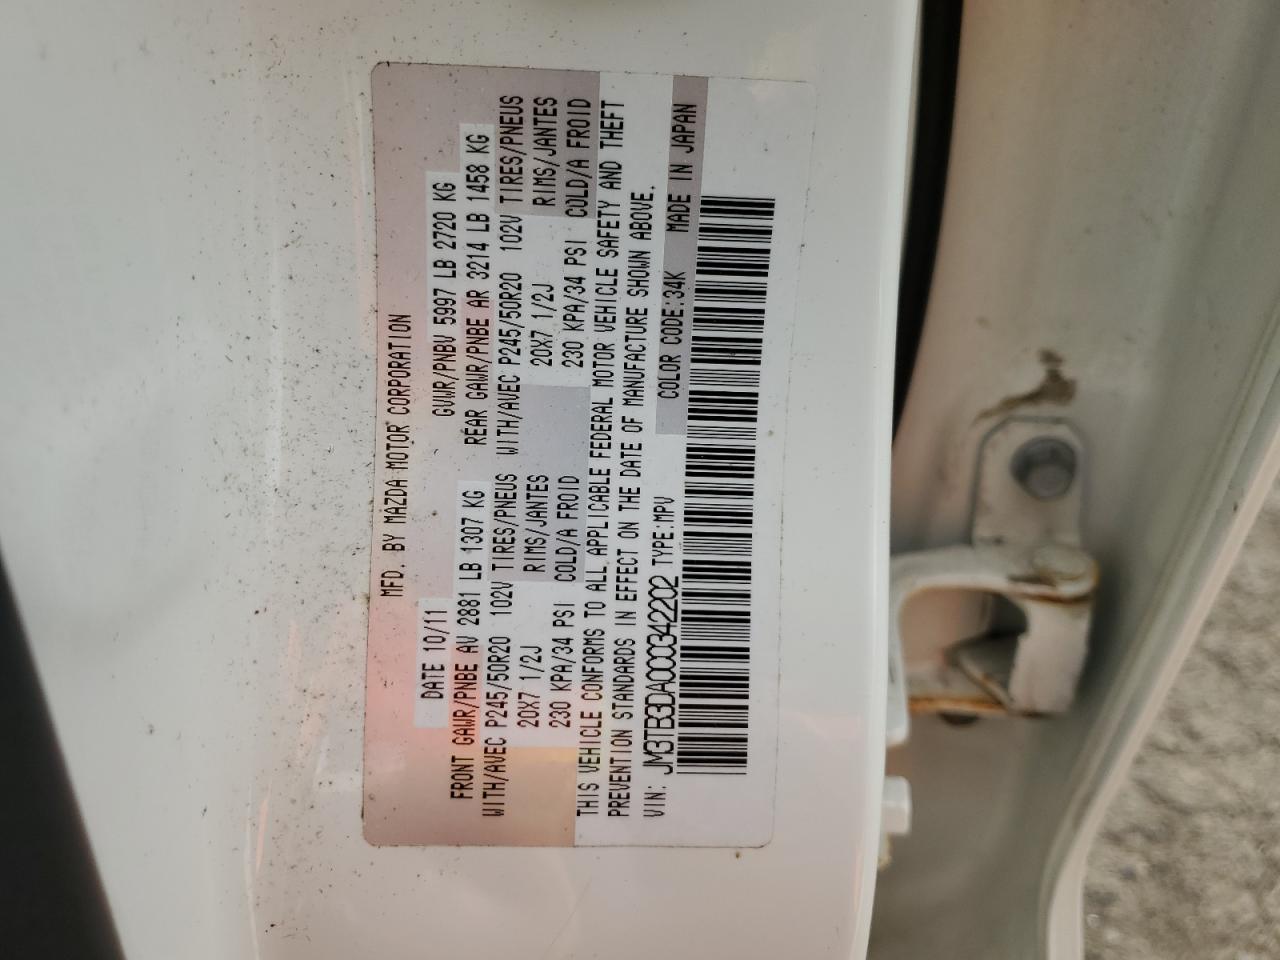 MFD. BY MAZDA MOTOR CORPORATION
DATE 10/11 GVWR/PNBV 5997 LB 2720 KG
FRONT GAWR/PNBE AV 2881 LB 1307 KG REAR GAWR/PNBE AR 3214 LB 1458 KG
WITH/AVEC P245/50R20 102V TIRES/PNEUS WITH/AVEC P245/50R20 102V TIRES/PNEUS
20X7 1/2J RIMS/JANTES 20X7 1/2J RIMS/JANTES
230 KPA/34 PSI COLD/A FROID 230 KPA/34 PSI COLD/A FROID
THIS VEHICLE CONFORMS TO ALL APPLICABLE FEDERAL MOTOR VEHICLE SAFETY AND THEFT
PREVENTION STANDARDS IN EFFECT ON THE DATE OF MANUFACTURE SHOWN ABOVE.
VIN: JM3TB3DA0C0342202 TYPE:MPV COLOR CODE:34K MADE IN JAPAN